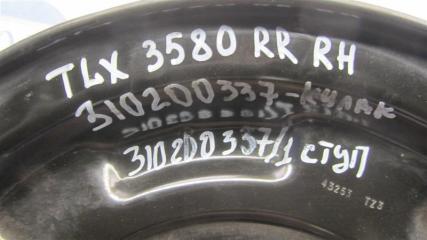 TLX 3580 RR RH
310200337-КУЛАК
310200337/1 СТУП
43253 TZ3